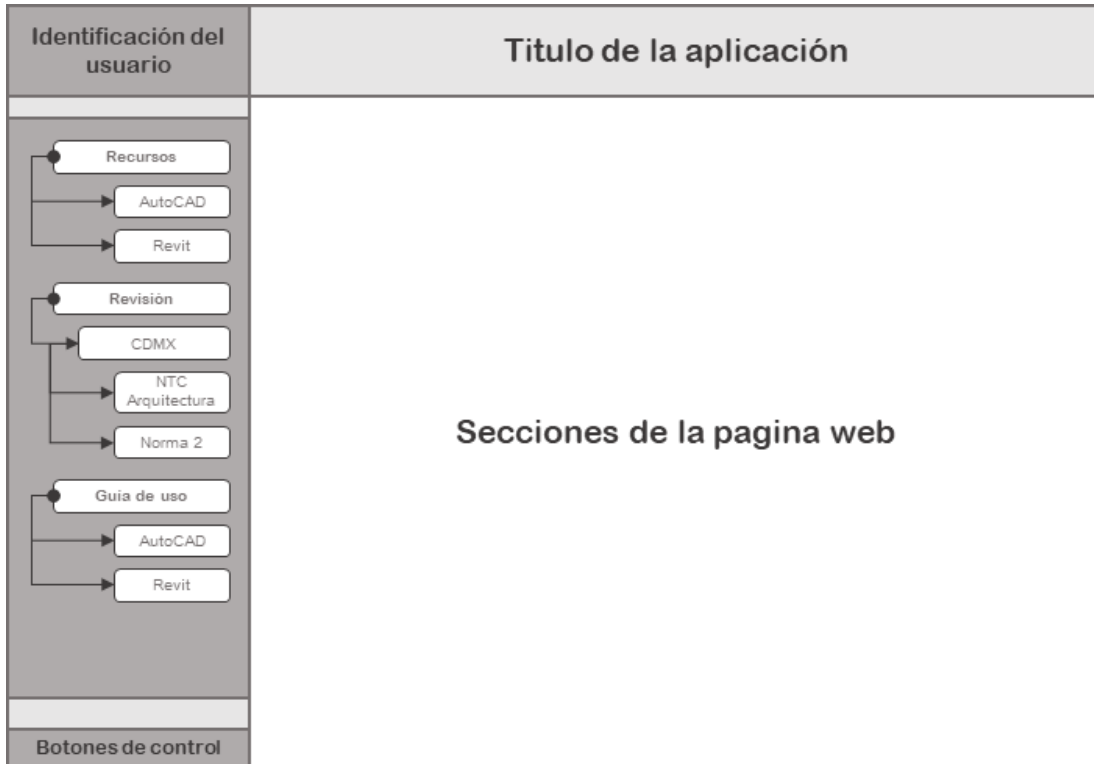 Identificación del
usuario
Titulo de la aplicación
Recursos
AutoCAD
Revit
Revisión
CDMX
NTC
Arquitectura
Norma 2
Guía de uso
AutoCAD
Revit
Secciones de la pagina web
Botones de control